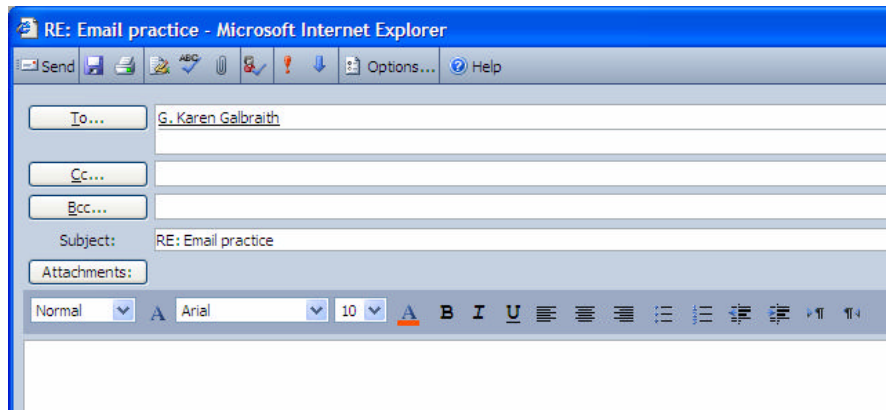 RE: Email practice - Microsoft Internet Explorer
Send ABC Options... Help
To... G. Karen Galbraith
Cc...
Bcc...
Subject: RE: Email practice
Attachments:
Normal A Arial 10 A B I U